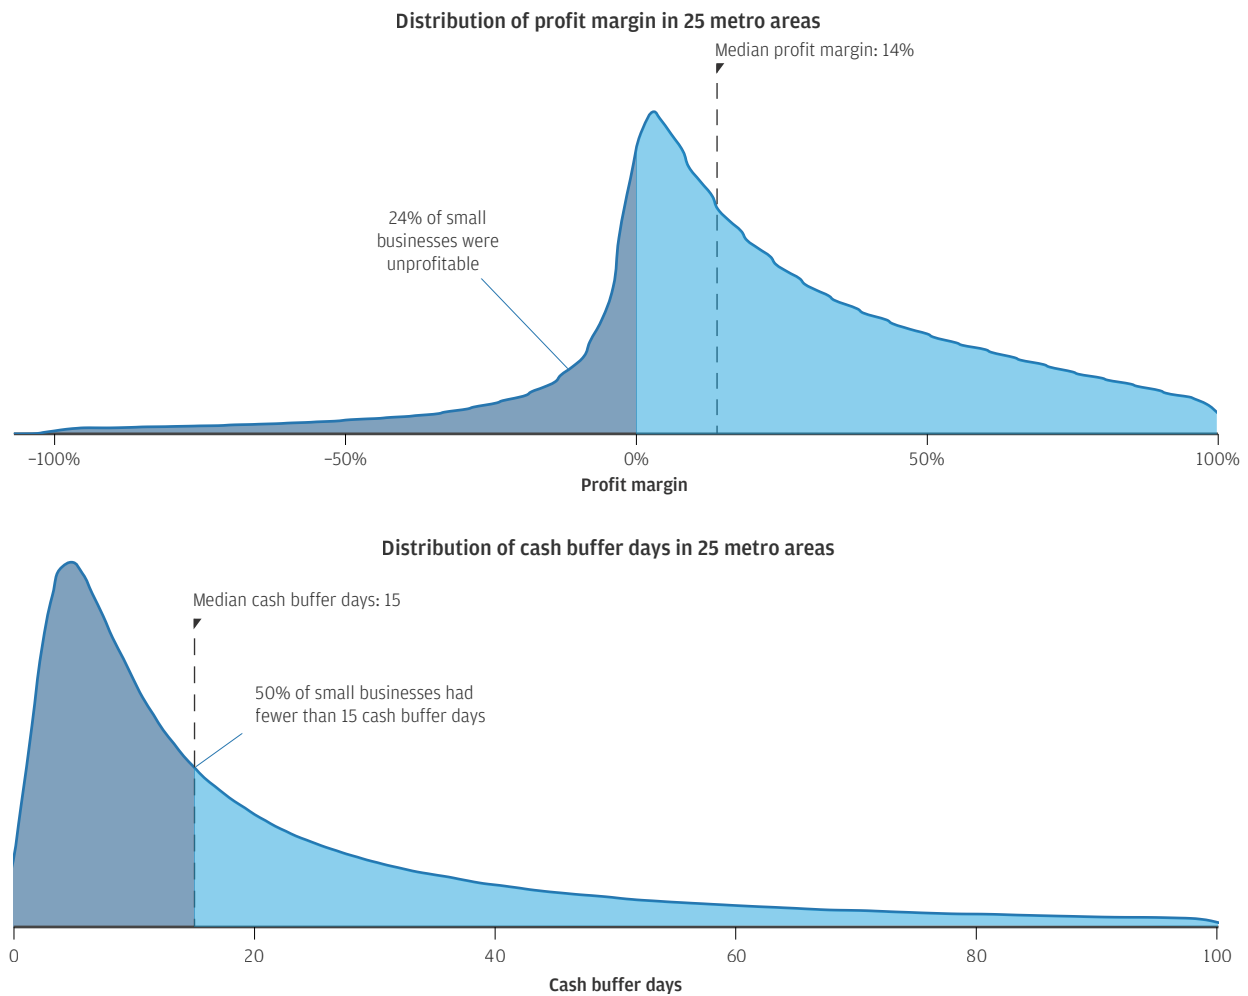 Distribution of profit margin in 25 metro areas
Median profit margin: 14%
24% of small
businesses were
unprofitable
−100%
−50%
0%
50%
100%
Profit margin
Distribution of cash buffer days in 25 metro areas
Median cash buffer days: 15
50% of small businesses had
fewer than 15 cash buffer days
0
20
40
60
80
100
Cash buffer days